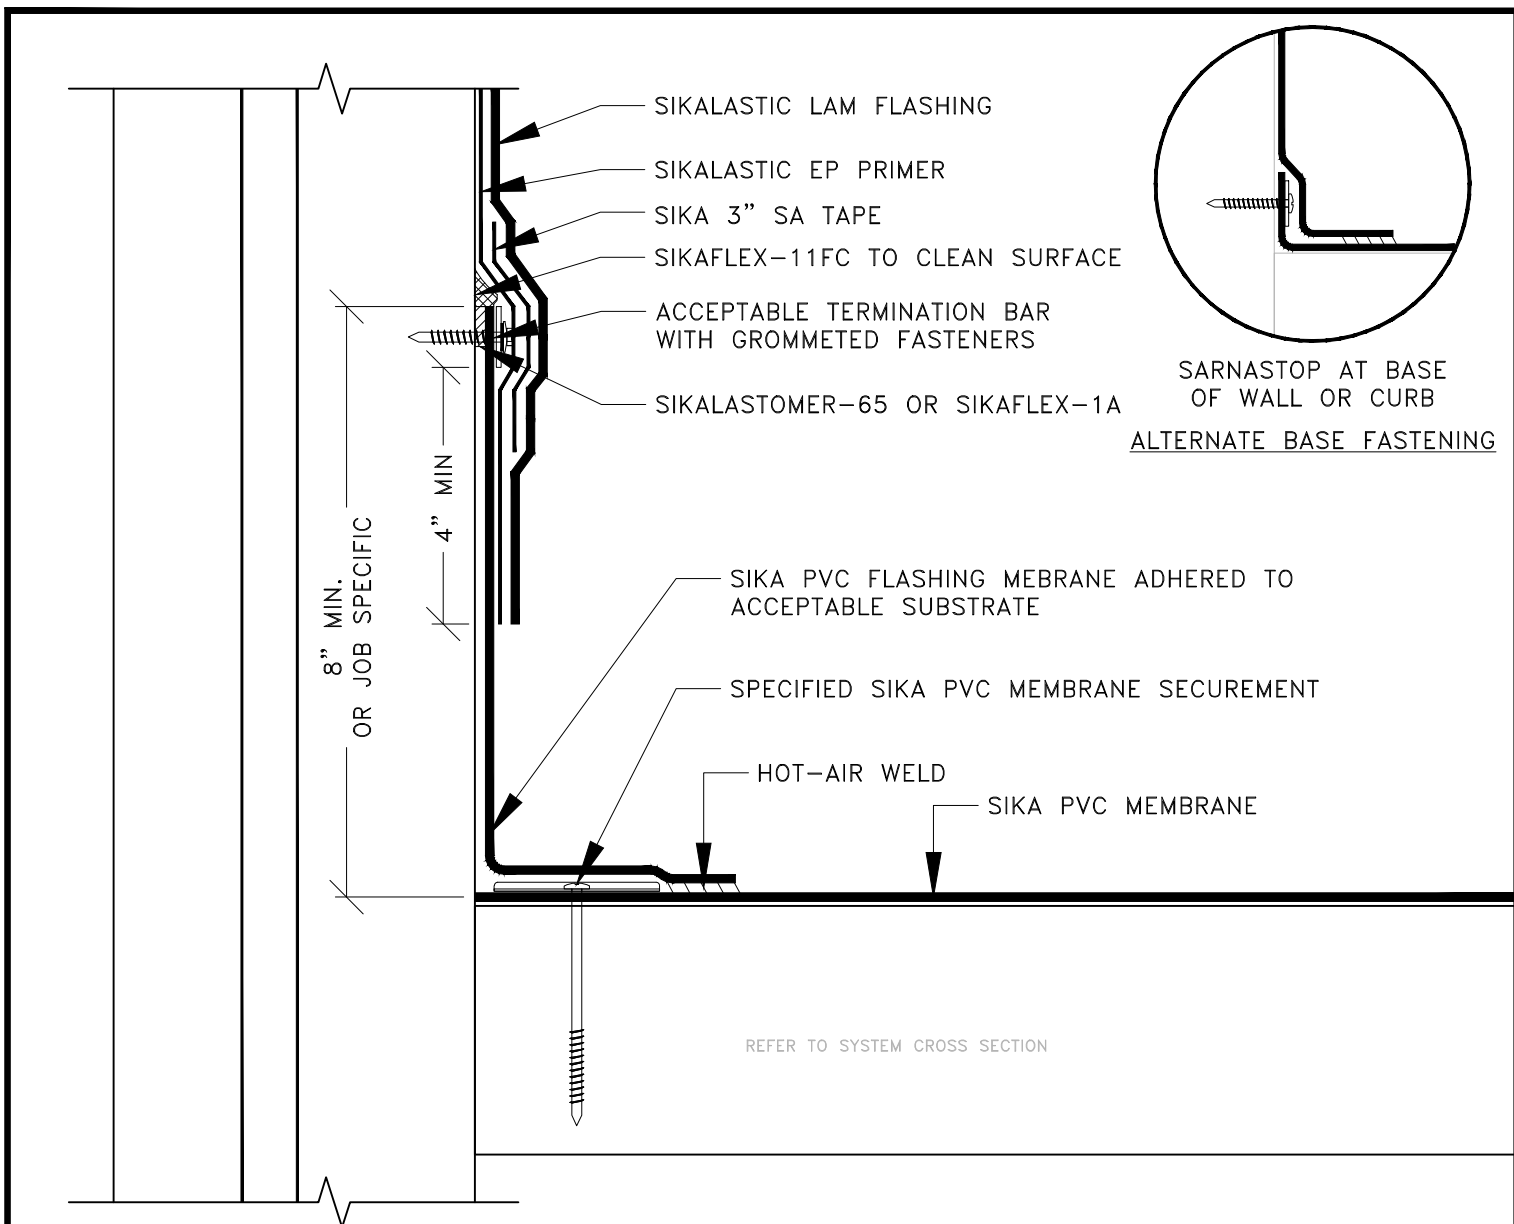 SIKALASTIC LAM FLASHING
SIKALASTIC EP PRIMER
SIKA 3” SA TAPE
SIKAFLEX-11FC TO CLEAN SURFACE
ACCEPTABLE TERMINATION BAR
WITH GROMMETED FASTENERS
SIKALASTOMER-65 OR SIKAFLEX-1A
SARNASTOP AT BASE
OF WALL OR CURB
ALTERNATE BASE FASTENING
4” MIN
8” MIN.
OR JOB SPECIFIC
SIKA PVC FLASHING MEBRANE ADHERED TO
ACCEPTABLE SUBSTRATE
SPECIFIED SIKA PVC MEMBRANE SECUREMENT
HOT-AIR WELD
SIKA PVC MEMBRANE
REFER TO SYSTEM CROSS SECTION